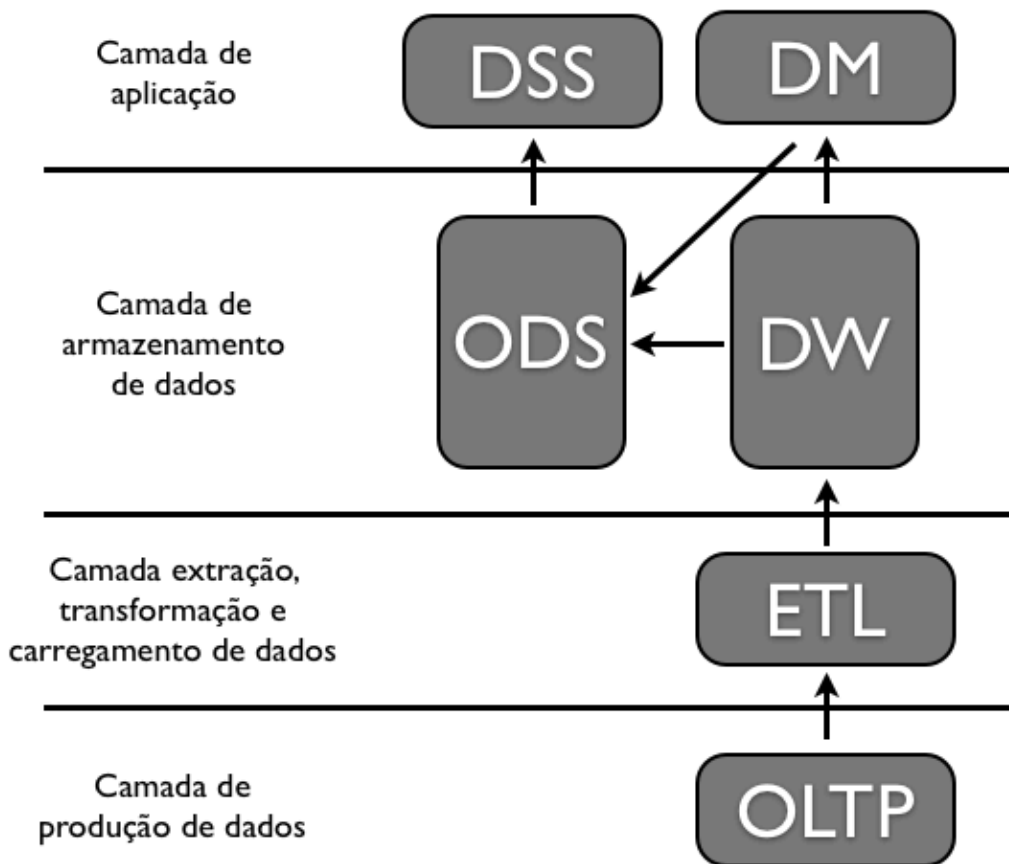 Camada de
aplicação
DSS
DM
Camada de
armazenamento
de dados
ODS
DW
Camada extração,
transformação e
carregamento de dados
ETL
Camada de
produção de dados
OLTP